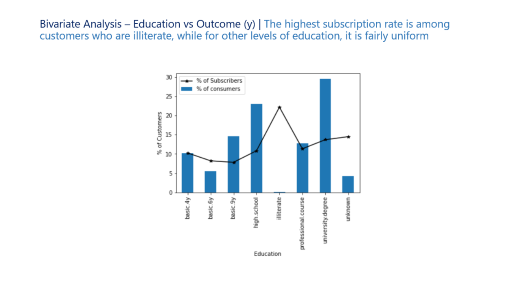 Bivariate Analysis – Education vs Outcome (y) | The highest subscription rate is among
customers who are illiterate, while for other levels of education, it is fairly uniform
% of Subscribers
% of consumers
30
25
20
15
10
5
0
% of Customers
basic.4y
basic.6y
basic.9y
high.school
illiterate
professional.course
university.degree
unknown
Education